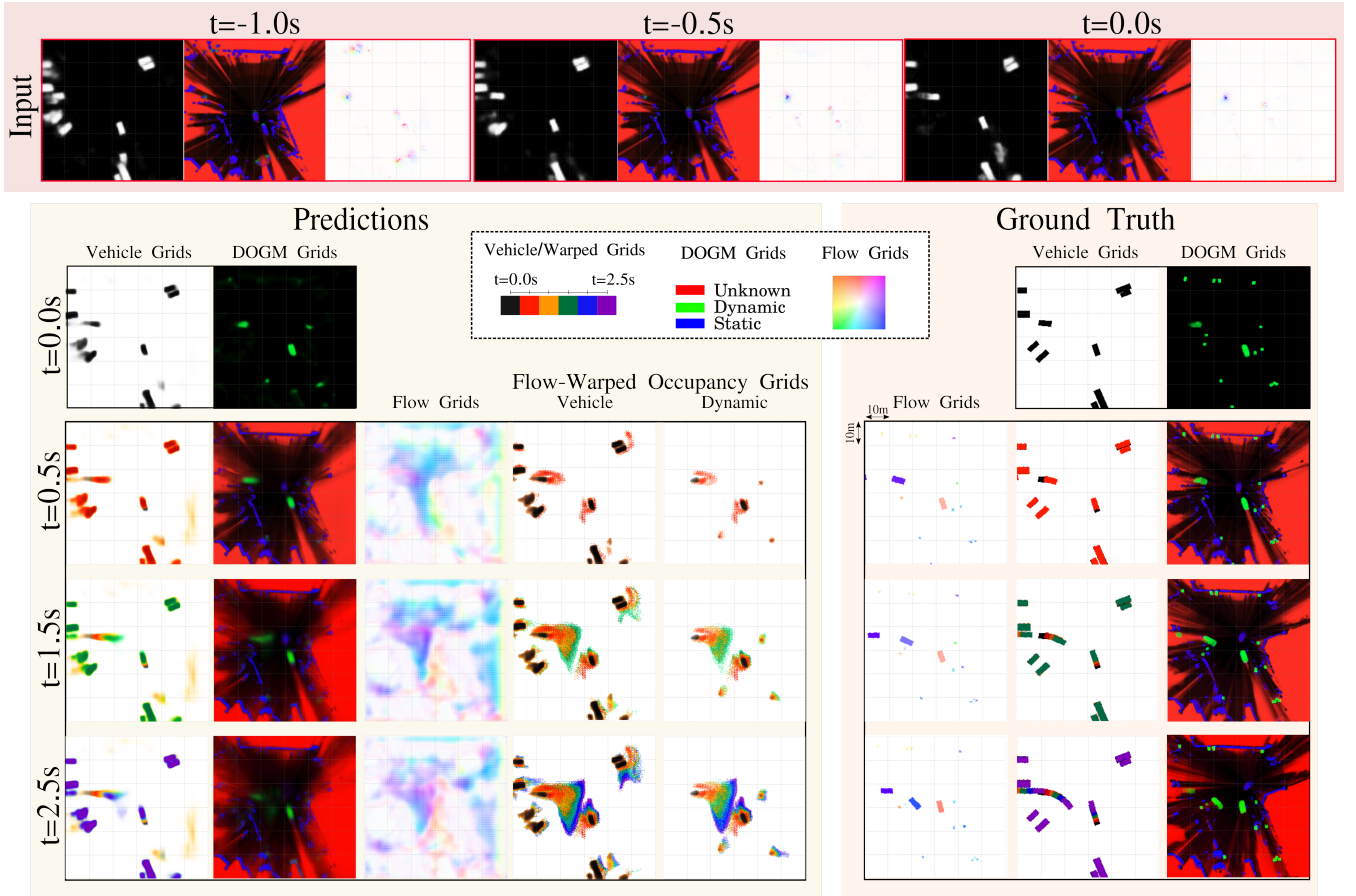 t=-1.0s
t=-0.5s
t=0.0s
Input
Predictions
Ground Truth
Vehicle Grids
DOGM Grids
Vehicle/Warped Grids
t=0.0s
t=2.5s
DOGM Grids
Unknown
Dynamic
Static
Flow Grids
Vehicle Grids
DOGM Grids
t=0.0s
Flow-Warped Occupancy Grids
Flow Grids
Vehicle
Dynamic
Flow Grids
10m
10m
t=0.5s
t=1.5s
t=2.5s